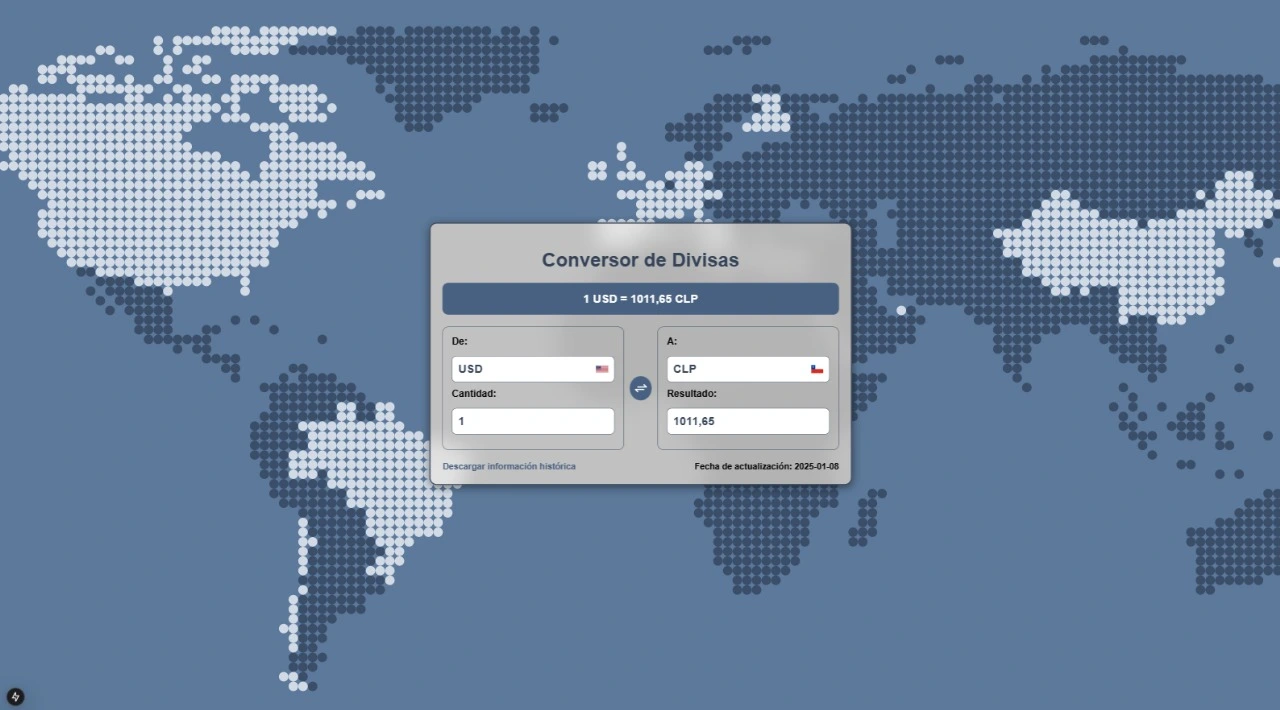 Conversor de Divisas
1 USD = 1011,65 CLP
De:
USD
Cantidad:
1
A:
CLP
Resultado:
1011,65
Descargar información histórica
Fecha de actualización: 2025-01-08